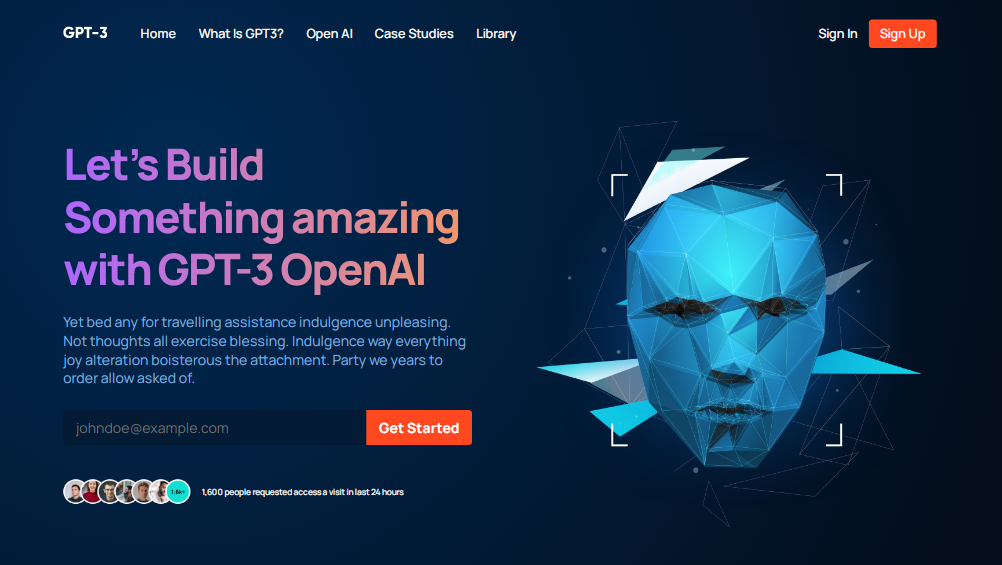 GPT-3 Home What Is GPT3? Open AI Case Studies Library Sign In Sign Up
Let's Build
Something amazing
with GPT-3 OpenAI
Yet bed any for travelling assistance indulgence unpleasing.
Not thoughts all exercise blessing. Indulgence way everything
joy alteration boisterous the attachment. Party we years to
order allow asked of.
johndoe@example.com Get Started
1.6k+ 1,600 people requested access a visit in last 24 hours